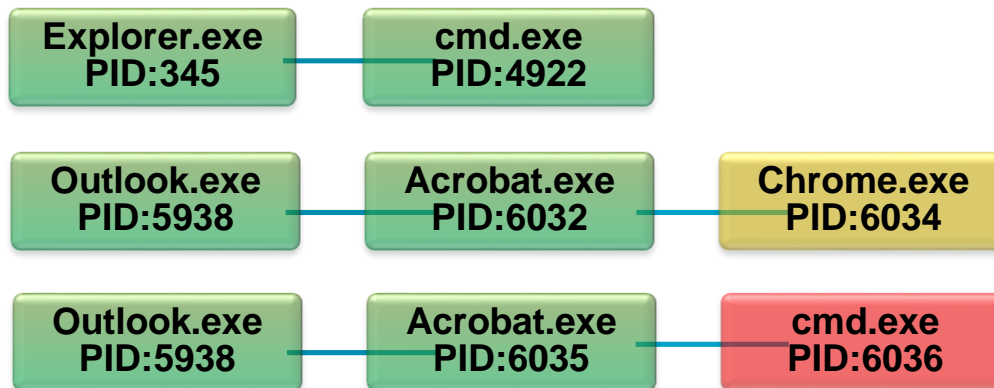 Explorer.exe
PID:345
cmd.exe
PID:4922
Outlook.exe
PID:5938
Acrobat.exe
PID:6032
Chrome.exe
PID:6034
Outlook.exe
PID:5938
Acrobat.exe
PID:6035
cmd.exe
PID:6036